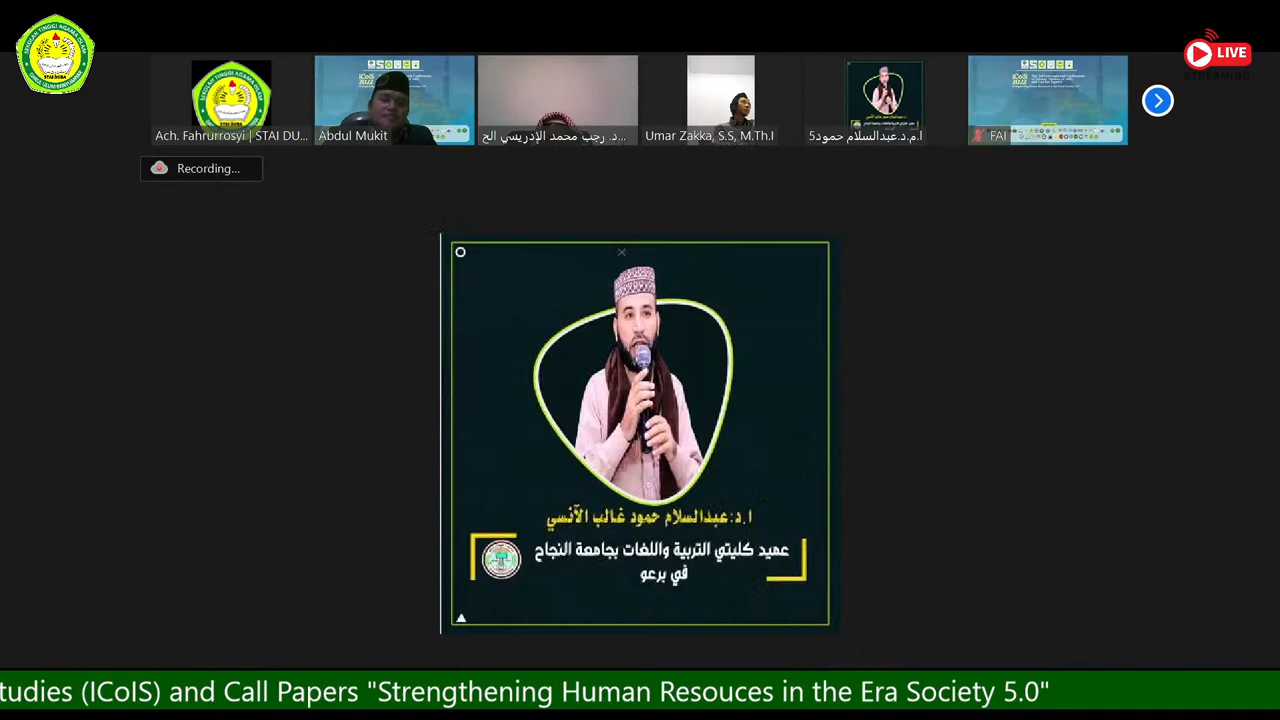 LIVE
STREAMING
Ach. Fahrurrosyi | STAI DU...
Abdul Mukit
د. رجب محمد الإدريسي الح...
Umar Zakka, S.S, M.Th.I
ا.م.د.عبدالسلام حمود5
FAI
Recording...
ا.د:عبدالسلام حمود غالب الآنسي
عميد كليتي التربية واللغات بجامعة النجاح
في برعو
tudies (ICoIS) and Call Papers "Strengthening Human Resouces in the Era Society 5.0"